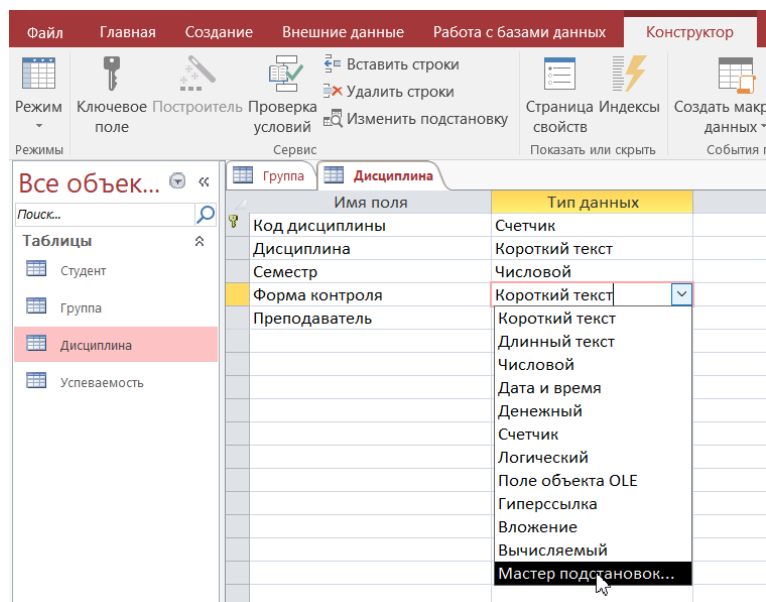 Файл Главная Создание Внешние данные Работа с базами данных Конструктор
Режим
Ключевое поле
Построитель
Проверка условий
Вставить строки
Удалить строки
Изменить подстановку
Страница свойств
Индексы
Создать макр
данных
Режимы Сервис Показать или скрыть События
Все объек...
Поиск...
Таблицы
Студент
Группа
Дисциплина
Успеваемость
Группа Дисциплина
Имя поля Тип данных
Код дисциплины Счетчик
Дисциплина Короткий текст
Семестр Числовой
Форма контроля Короткий текст
Преподаватель
Короткий текст
Длинный текст
Числовой
Дата и время
Денежный
Счетчик
Логический
Поле объекта OLE
Гиперссылка
Вложение
Вычисляемый
Мастер подстановок...